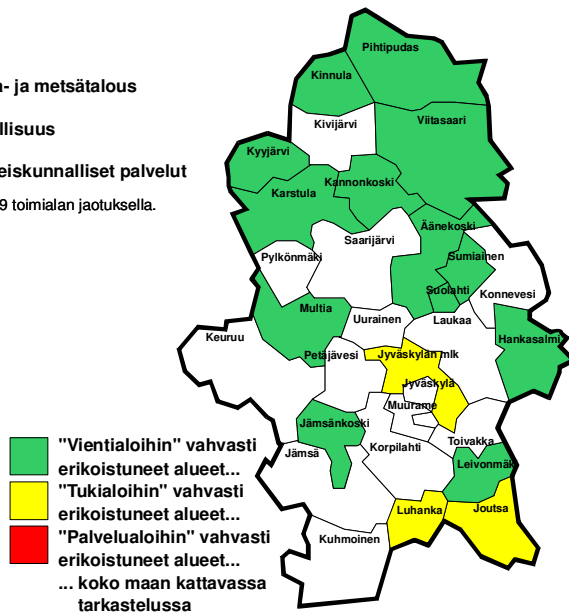 a- ja metsätalous
llisuus
eiskunnalliset palvelut
9 toimialan jaotuksella.
Pihtipudas
Kinnula
Viitasaari
Kivijärvi
Kyyjärvi
Kannonkoski
Karstula
Äänekoski
Saarijärvi
Sumiainen
Pylkönmäki
Suolahti
Konnevesi
Multia
Uurainen
Laukaa
Keuruu
Hankasalmi
Petäjävesi
Jyväskylän mlk
Jyväskylä
Muurame
Jämsänkoski
Toivakka
Korpilahti
Jämsä
Leivonmäk
Luhanka
Joutsa
Kuhmoinen
"Vientialoihin" vahvasti
erikoistuneet alueet...
"Tukialoihin" vahvasti
erikoistuneet alueet...
"Palvelualoihin" vahvasti
erikoistuneet alueet...
... koko maan kattavassa
tarkastelussa